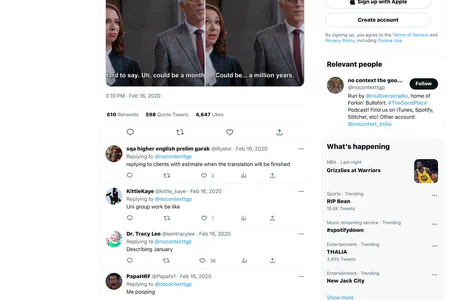 Hard to say. Uh, could be a month
Could be... a million years.
3:10 PM · Feb 16, 2020
610 Retweets 598 Quote Tweets 4,647 Likes
sqa higher english prelim garak @illystor · Feb 16, 2020
Replying to @nocontexttgp
replying to clients with estimate when the translation will be finished
2
KittieKaye @kittie_kaye · Feb 16, 2020
Replying to @nocontexttgp
Uni group work be like
1
Dr. Tracy Lee @iamtracylee · Feb 16, 2020
Replying to @nocontexttgp
Describing January
36
PapaHRF @Papahrf · Feb 16, 2020
Replying to @nocontexttgp
Me pooping
Sign up with Apple
Create account
By signing up, you agree to the Terms of Service and
Privacy Policy, including Cookie Use.
Relevant people
no context the goo...
@nocontexttgp
Follow
Run by @multiverseradio, home of
Forkin' Bullshirt: #TheGoodPlace
Podcast! Find us on iTunes, Spotify,
Stitcher, etc! Other account:
@nocontext_bobs
What's happening
NBA · Last night
Grizzlies at Warriors
Sports · Trending
RIP Bean
Music streaming service · Trending
#spotifydown
Entertainment · Trending
THALIA
3,455 Tweets
Entertainment · Trending
New Jack City
Show more